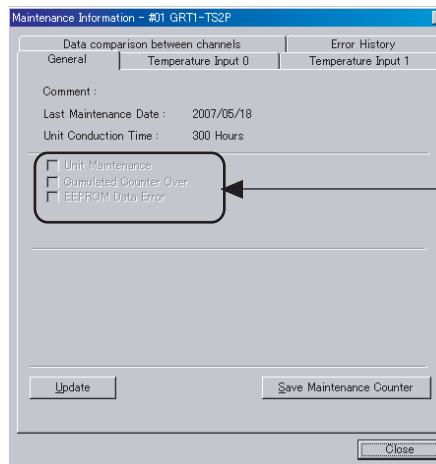 Maintenance Information - #01 GRT1-TS2P
Data comparison between channels
Error History
General
Temperature Input 0
Temperature Input 1
Comment :
Last Maintenance Date : 2007/05/18
Unit Conduction Time : 300 Hours
Unit Maintenance
Cumulated Counter Over
EEPROM Data Error
Update
Save Maintenance Counter
Close